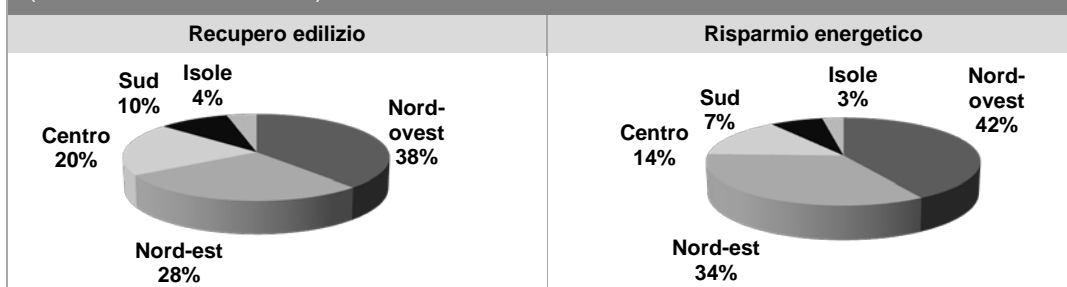 Recupero edilizio
Isole
4%
Sud
10%
Centro
20%
Nord-
ovest
38%
Nord-est
28%
Risparmio energetico
Isole
3%
Nord-
ovest
42%
Sud
7%
Centro
14%
Nord-est
34%